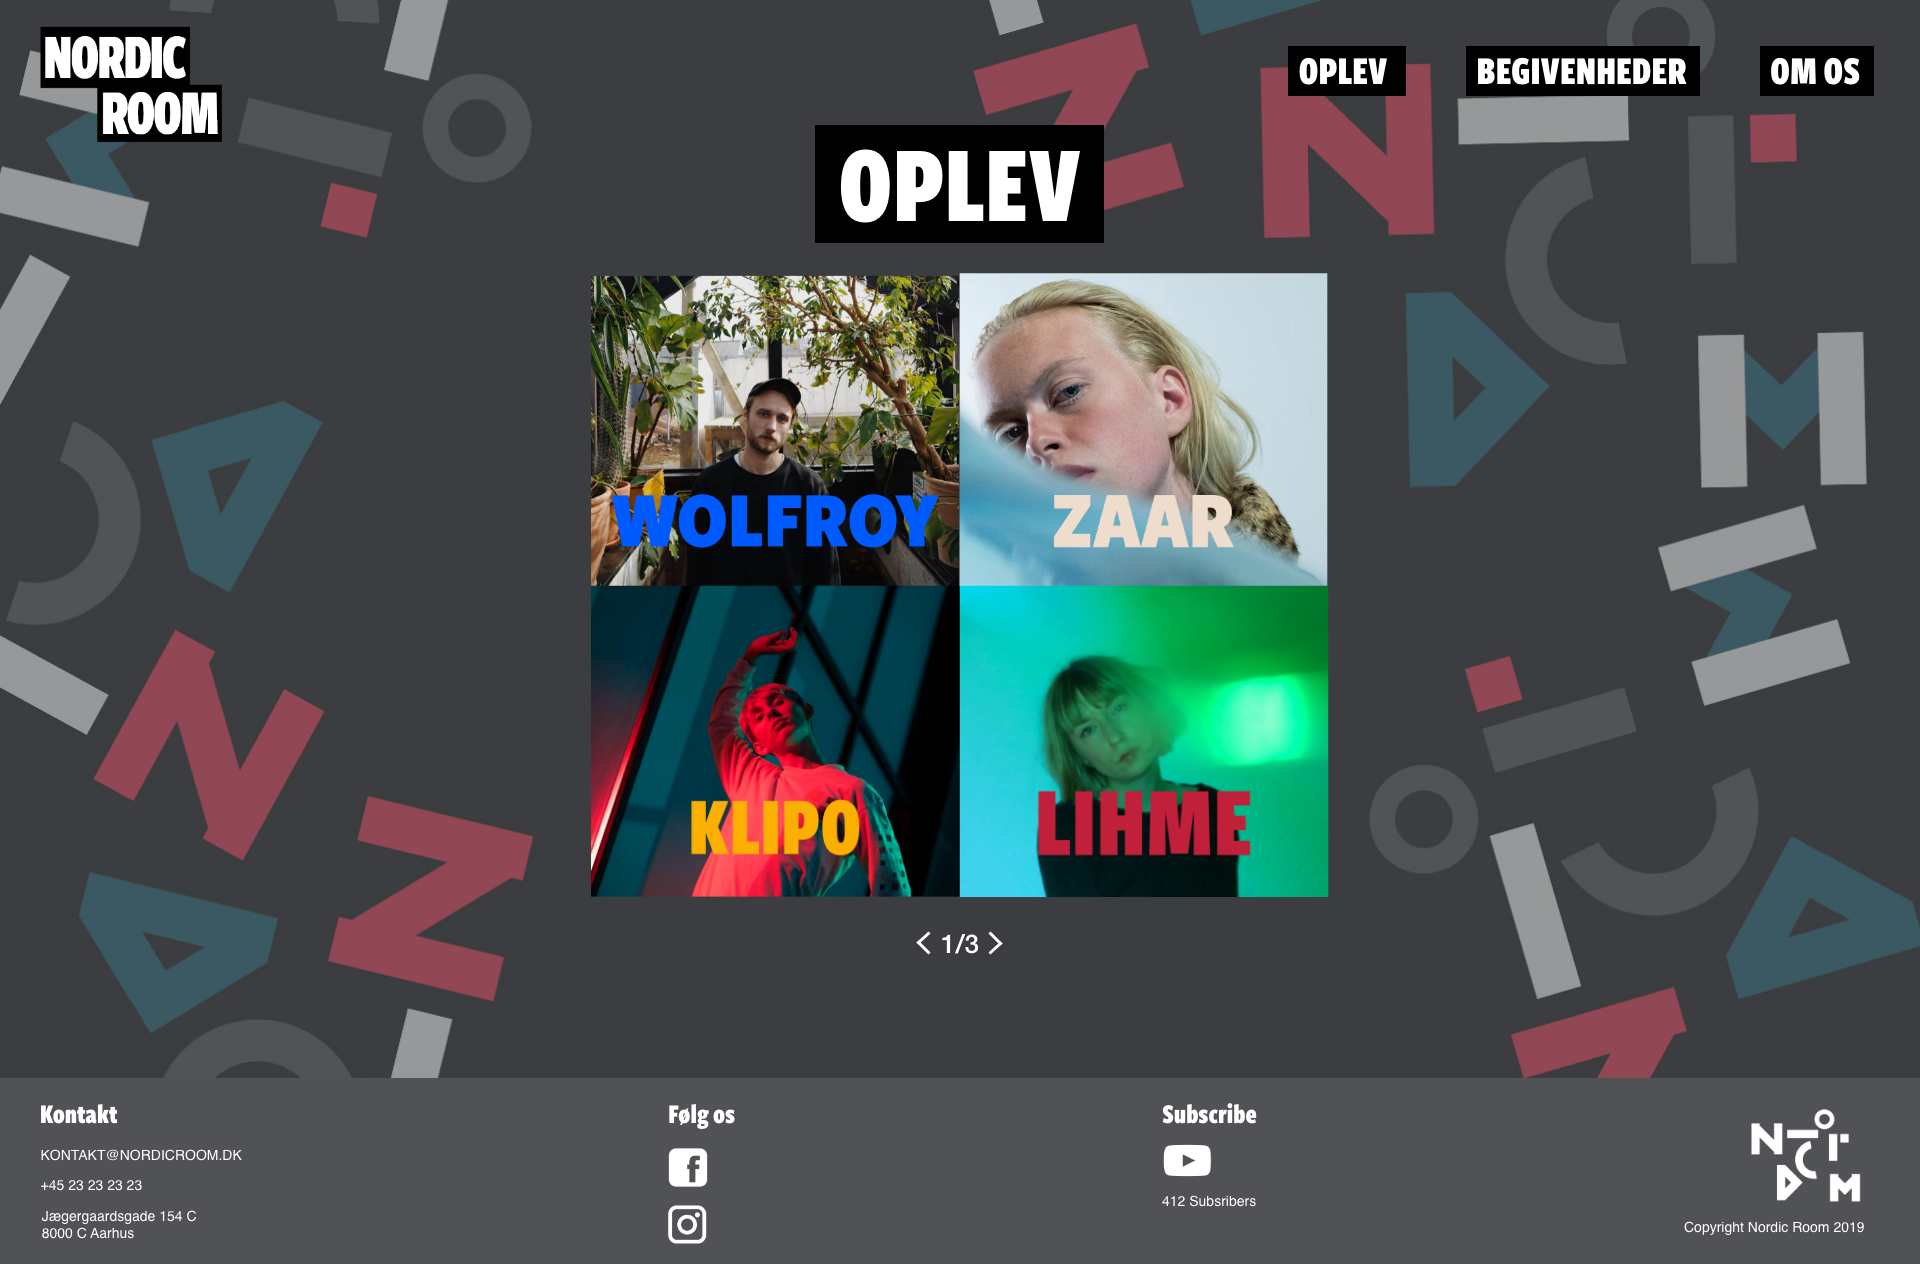 NORDIC
ROOM
OPLEV
BEGIVENHEDER
OM OS
OPLEV
WOLFROY
ZAAR
KLIPO
LIHME
1/3
Kontakt
KONTAKT@NORDICROOM.DK
+45 23 23 23 23
Jægergaardsgade 154 C
8000 C Aarhus
Følg os
Subscribe
412 Subsribers
Copyright Nordic Room 2019